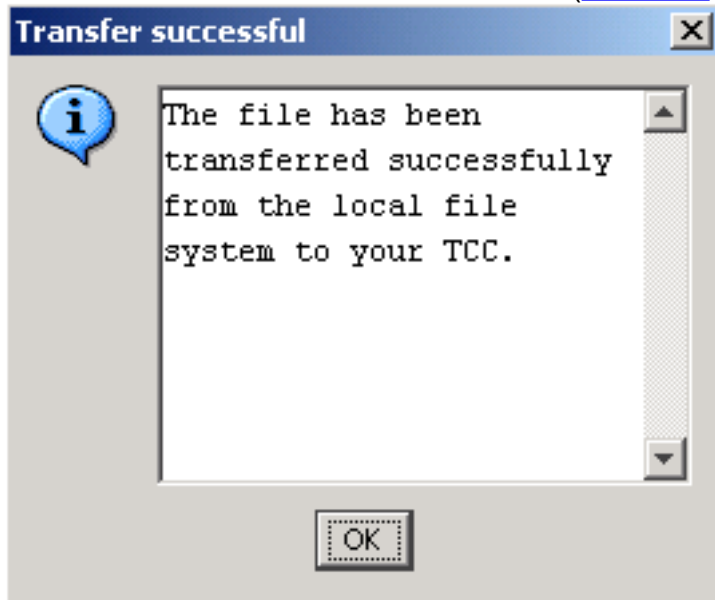 Transfer successful
The file has been
transferred successfully
from the local file
system to your TCC.
OK